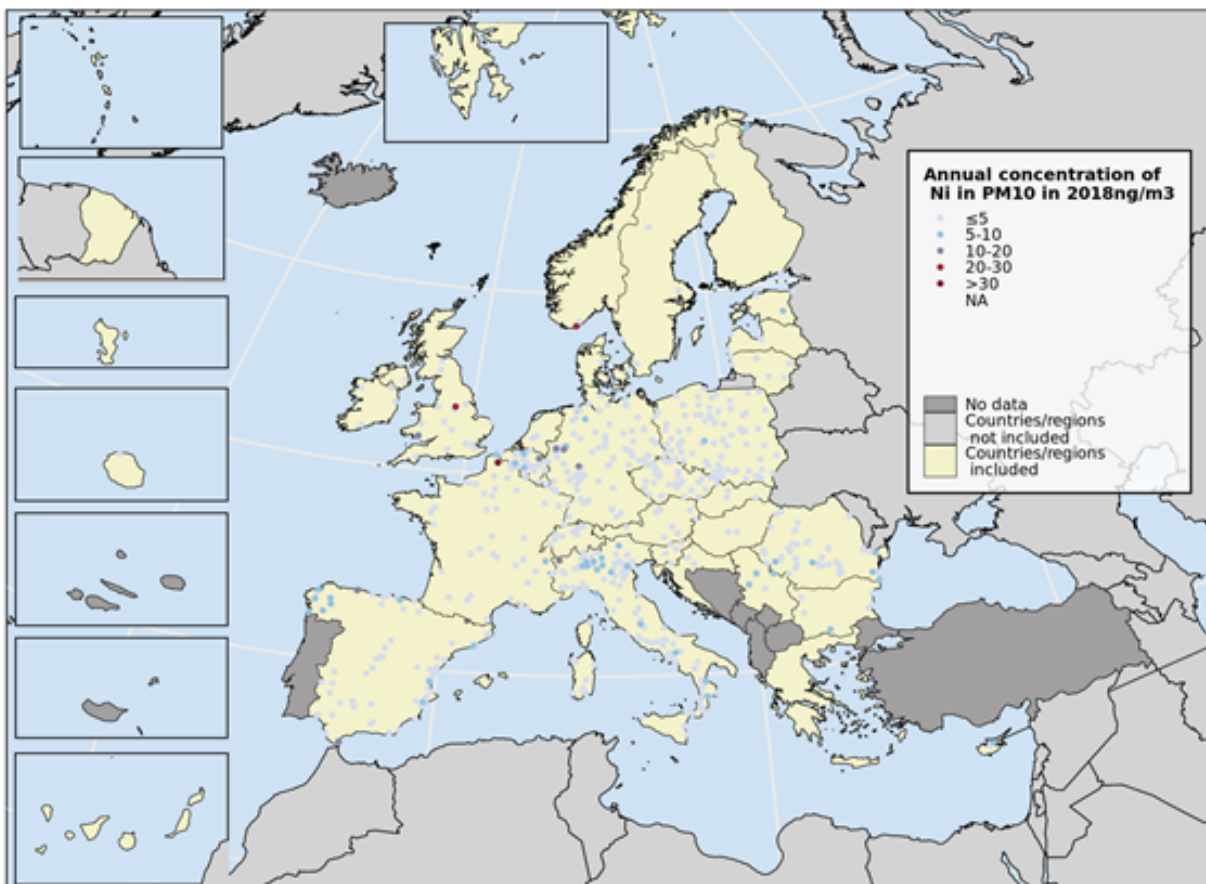 Annual concentration of
Ni in PM10 in 2018ng/m3
≤5
5-10
10-20
20-30
>30
NA
No data
Countries/regions
not included
Countries/regions
included